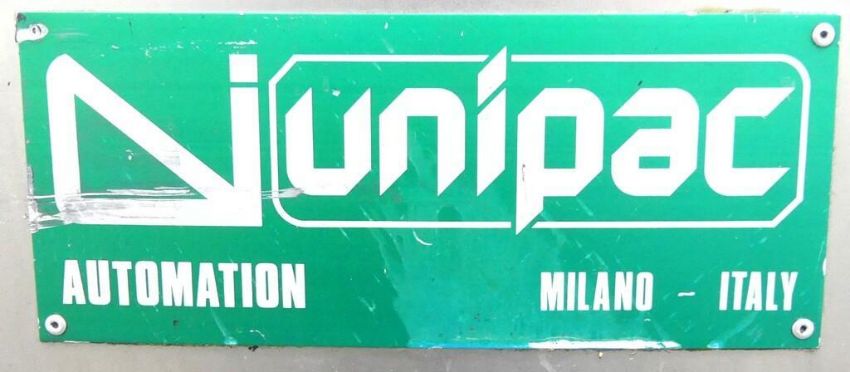 unipac
AUTOMATION MILANO - ITALY